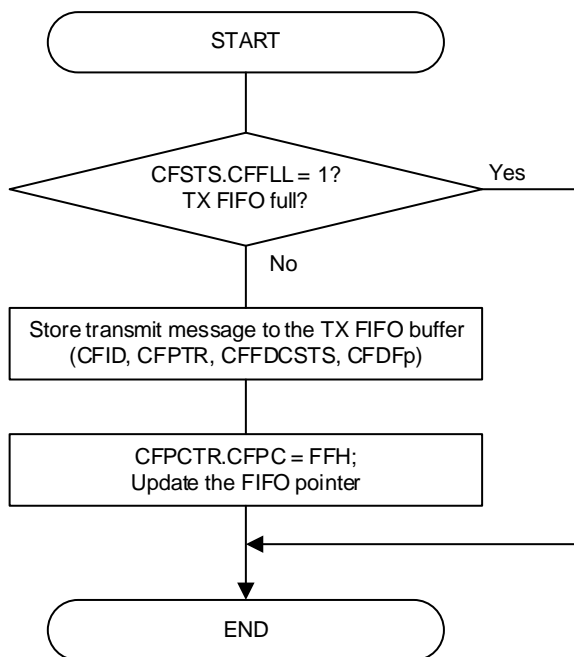 START
CFSTS.CFFLL = 1?
TX FIFO full?
Yes
No
Store transmit message to the TX FIFO buffer
(CFID, CFPTR, CFFDCSTS, CFDFp)
CFPCTR.CFPC = FFH;
Update the FIFO pointer
END